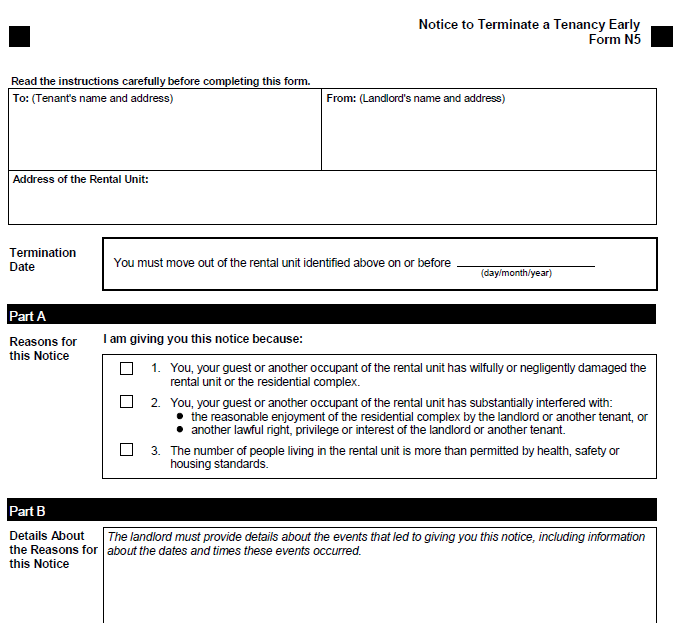 Notice to Terminate a Tenancy Early
Form N5
Read the instructions carefully before completing this form.
To: (Tenant's name and address)
From: (Landlord's name and address)
Address of the Rental Unit:
Termination
Date
You must move out of the rental unit identified above on or before
(day/month/year)
Part A
Reasons for
this Notice
I am giving you this notice because:
1. You, your guest or another occupant of the rental unit has wilfully or negligently damaged the
rental unit or the residential complex.
2. You, your guest or another occupant of the rental unit has substantially interfered with:
● the reasonable enjoyment of the residential complex by the landlord or another tenant, or
● another lawful right, privilege or interest of the landlord or another tenant.
3. The number of people living in the rental unit is more than permitted by health, safety or
housing standards.
Part B
Details About
the Reasons for
this Notice
The landlord must provide details about the events that led to giving you this notice, including information
about the dates and times these events occurred.